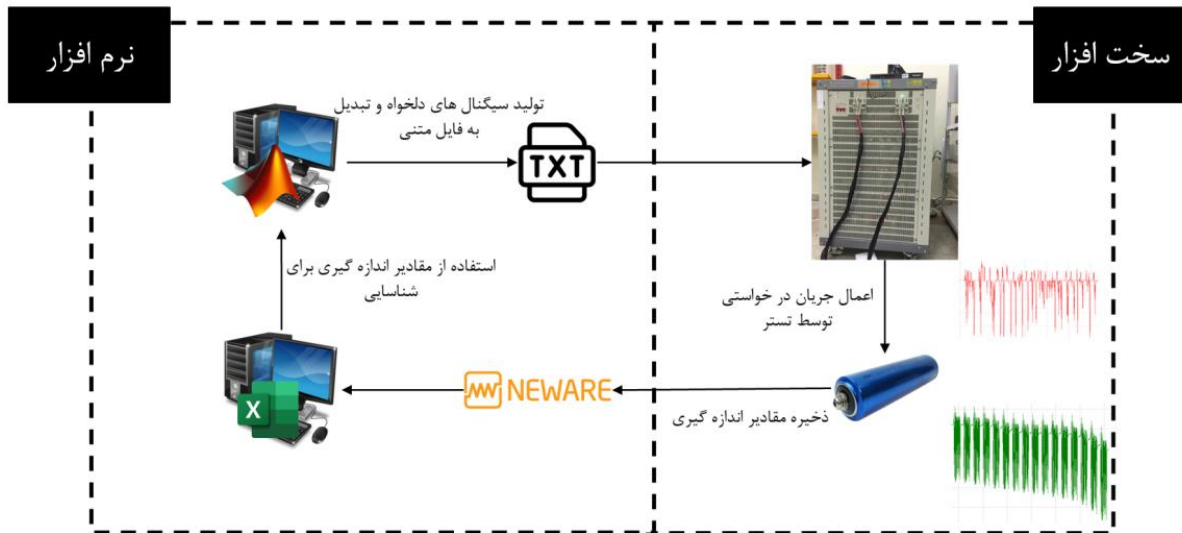 سخت افزار
نرم افزار
تولید سیگنال های دلخواه و تبدیل
به فایل متنی
TXT
اعمال جریان در خواستی
توسط تستر
ذخیره مقادیر اندازه گیری
NEWARE
X
استفاده از مقادیر اندازه گیری برای
شناسایی